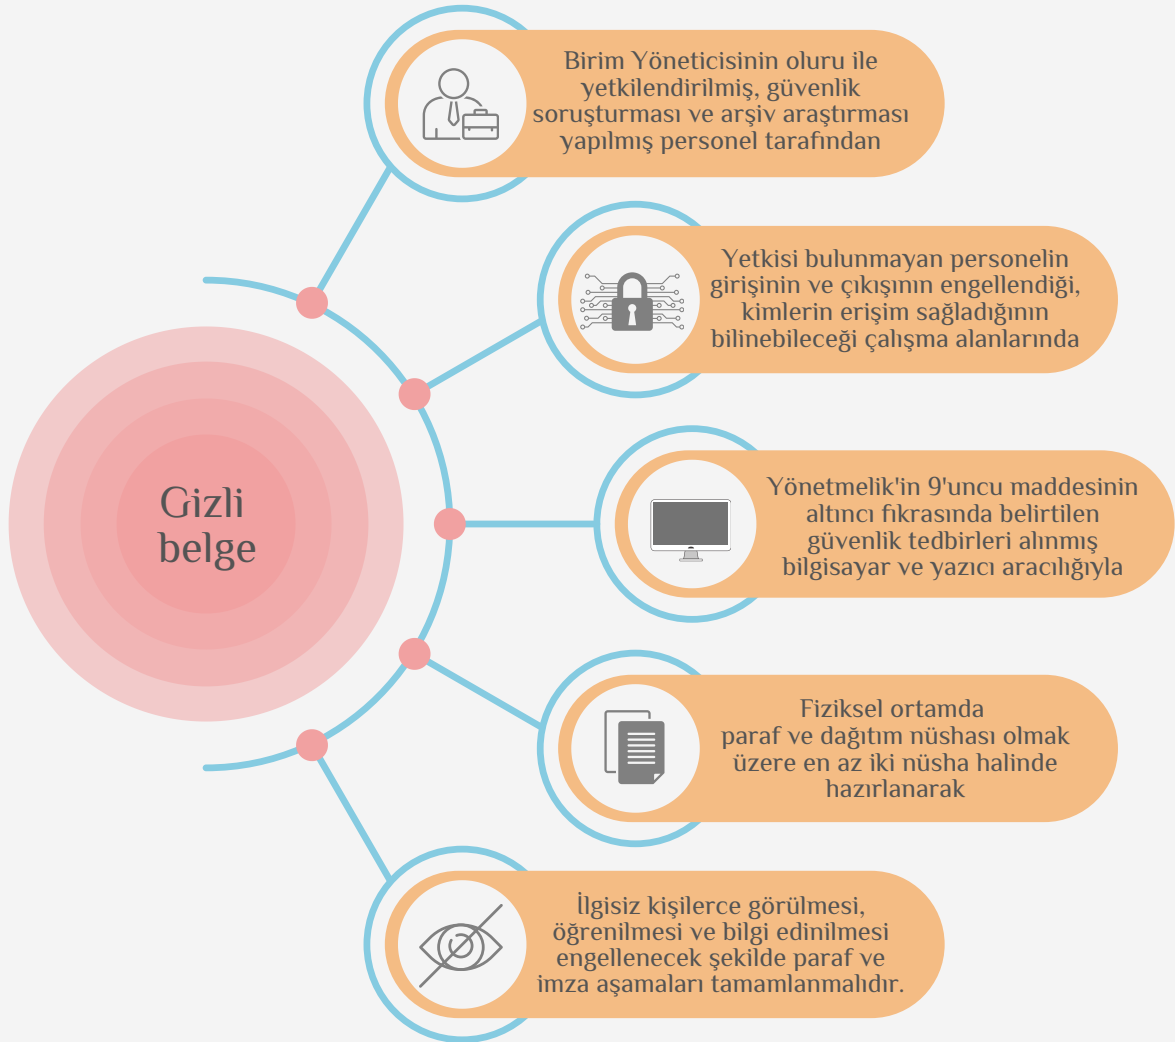 Birim Yöneticisinin oluru ile
yetkilendirilmiş, güvenlik
soruşturması ve arşiv araştırması
yapılmış personel tarafından
Yetkisi bulunmayan personelin
girişinin ve çıkışının engellendiği,
kimlerin erişim sağladığının
bilinebileceği çalışma alanlarında
Gizli
belge
Yönetmelik'in 9'uncu maddesinin
altıncı fıkrasında belirtilen
güvenlik tedbirleri alınmış
bilgisayar ve yazıcı aracılığıyla
Fiziksel ortamda
paraf ve dağıtım nüshası olmak
üzere en az iki nüsha halinde
hazırlanarak
İlgisiz kişilerce görülmesi,
öğrenilmesi ve bilgi edinilmesi
engellenecek şekilde paraf ve
imza aşamaları tamamlanmalıdır.